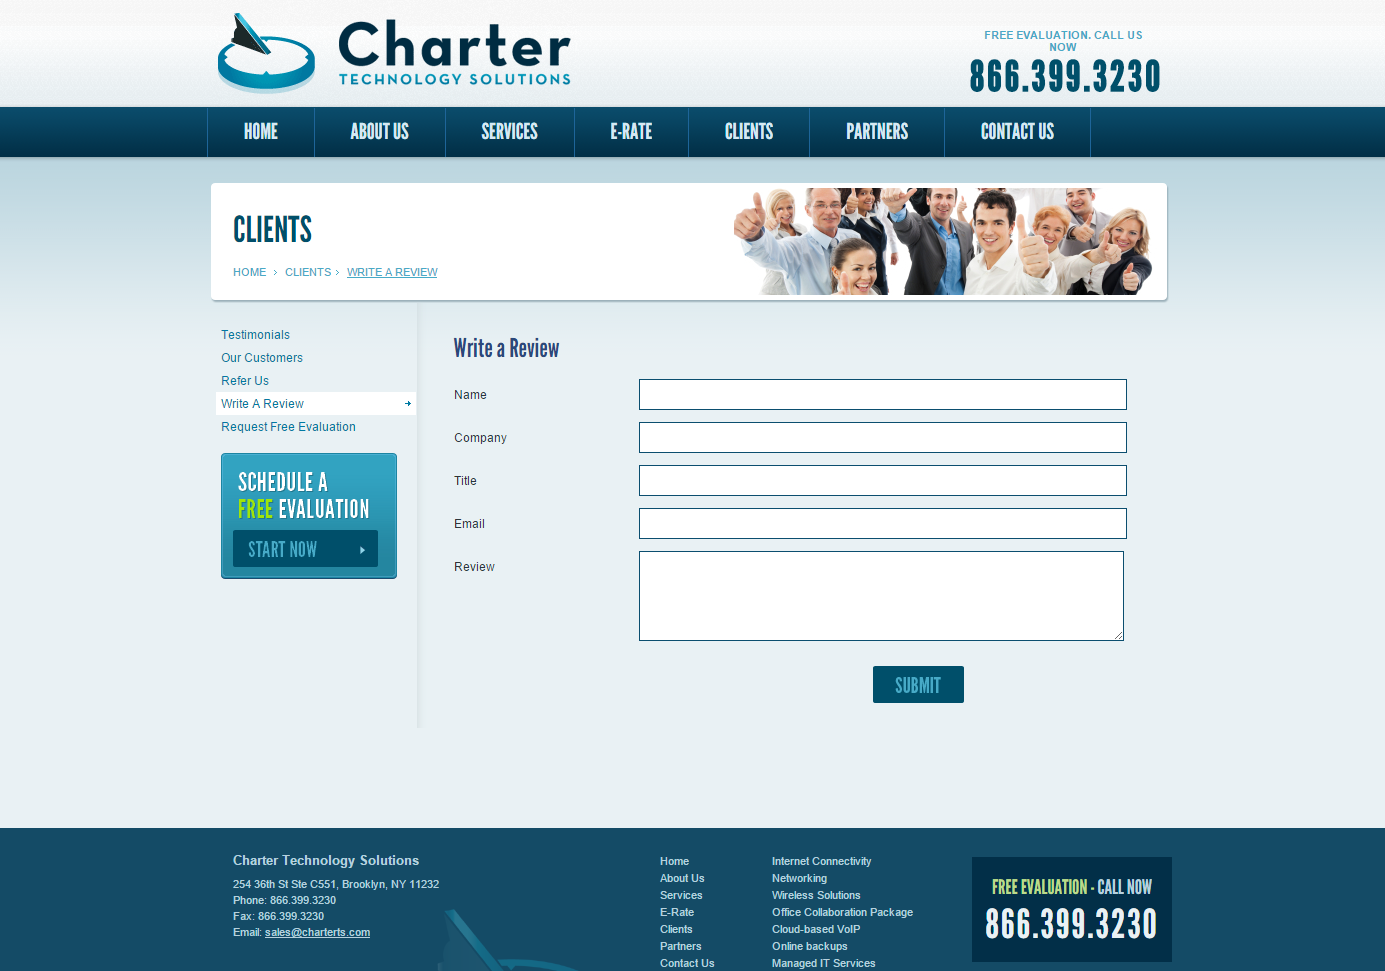 Charter
TECHNOLOGY SOLUTIONS
FREE EVALUATION. CALL US
NOW
866.399.3230
HOME
ABOUT US
SERVICES
E-RATE
CLIENTS
PARTNERS
CONTACT US
CLIENTS
HOME CLIENTS WRITE A REVIEW
Testimonials
Our Customers
Refer Us
Write A Review
Request Free Evaluation
SCHEDULE A
FREE EVALUATION
START NOW
Write a Review
Name
Company
Title
Email
Review
SUBMIT
Charter Technology Solutions
254 36th St Ste C551, Brooklyn, NY 11232
Phone: 866.399.3230
Fax: 866.399.3230
Email: sales@charterts.com
Home
About Us
Services
E-Rate
Clients
Partners
Contact Us
Internet Connectivity
Networking
Wireless Solutions
Office Collaboration Package
Cloud-based VoIP
Online backups
Managed IT Services
FREE EVALUATION - CALL NOW
866.399.3230